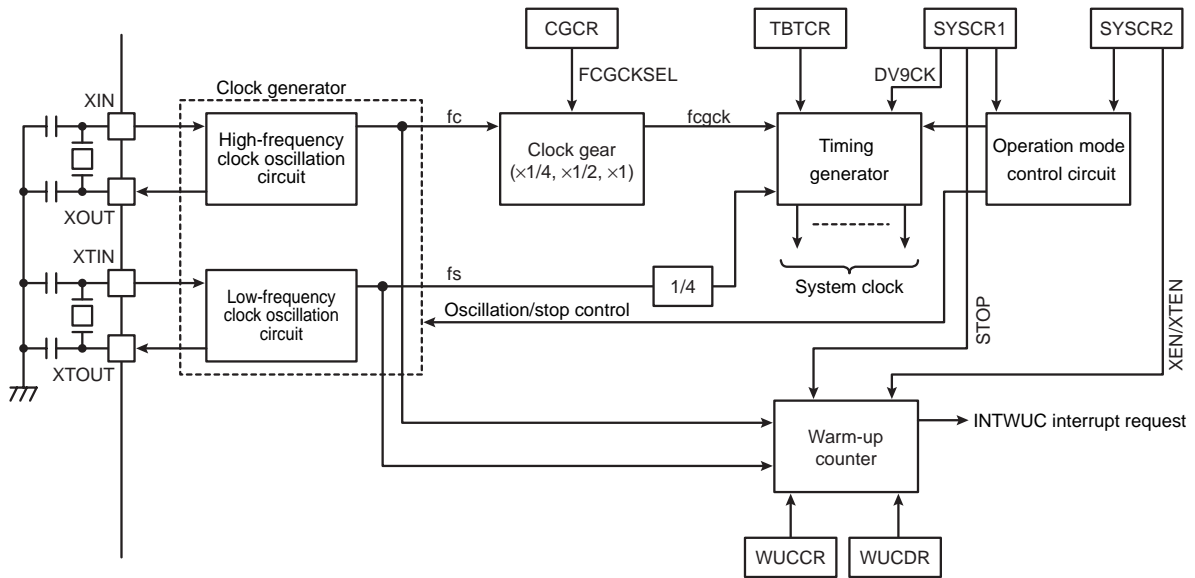 CGCR
TBTCR
SYSCR1
SYSCR2
FCGCKSEL
DV9CK
Clock generator
XIN
High-frequency
clock oscillation
circuit
fc
Clock gear
(×1/4, ×1/2, ×1)
fcgck
Timing
generator
Operation mode
control circuit
XOUT
XTIN
Low-frequency
clock oscillation
circuit
fs
1/4
System clock
Oscillation/stop control
STOP
XEN/XTEN
XTOUT
Warm-up
counter
INTWUC interrupt request
WUCCR
WUCDR